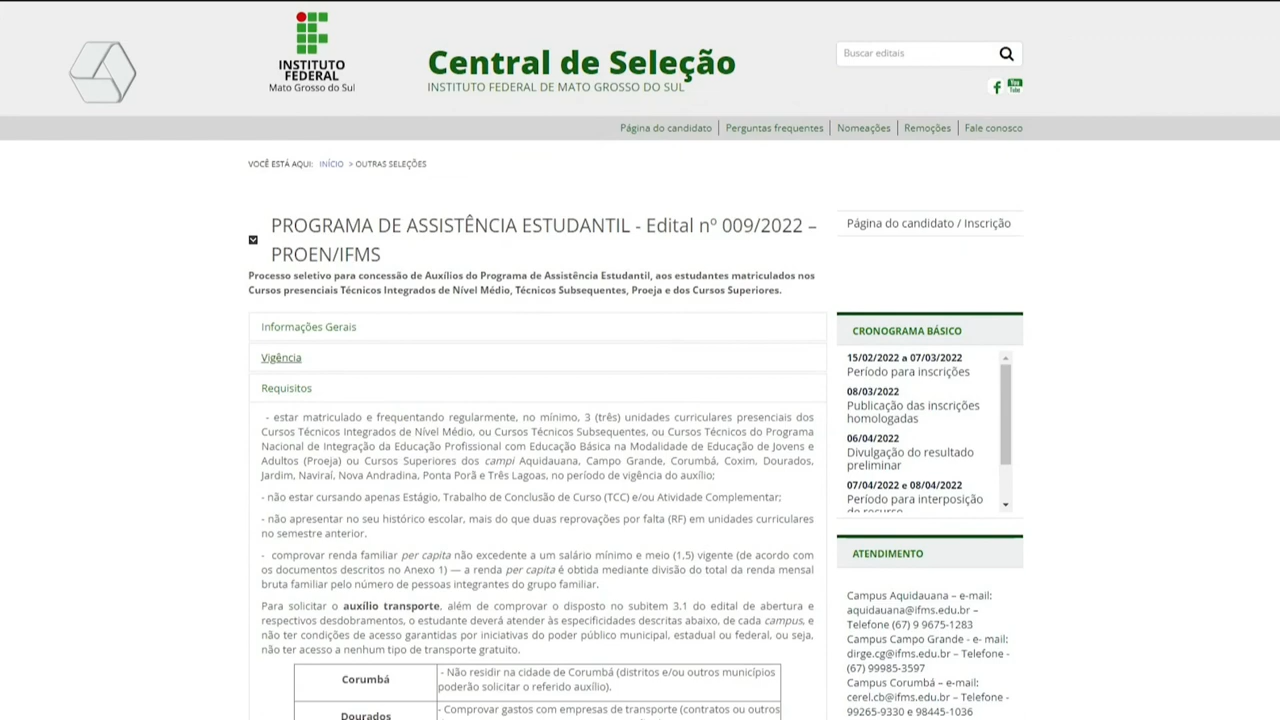 INSTITUTO
FEDERAL
Mato Grosso do Sul
Central de Seleção
INSTITUTO FEDERAL DE MATO GROSSO DO SUL
Buscar editais
You
Tube
Página do candidato
Perguntas frequentes
Nomeações
Remoções
Fale conosco
VOCÊ ESTÁ AQUI: INÍCIO > OUTRAS SELEÇÕES
PROGRAMA DE ASSISTÊNCIA ESTUDANTIL - Edital nº 009/2022 –
PROEN/IFMS
Processo seletivo para concessão de Auxílios do Programa de Assistência Estudantil, aos estudantes matriculados nos
Cursos presenciais Técnicos Integrados de Nível Médio, Técnicos Subsequentes, Proeja e dos Cursos Superiores.
Informações Gerais
Vigência
Requisitos
- estar matriculado e frequentando regularmente, no mínimo, 3 (três) unidades curriculares presenciais dos
Cursos Técnicos Integrados de Nível Médio, ou Cursos Técnicos Subsequentes, ou Cursos Técnicos do Programa
Nacional de Integração da Educação Profissional com Educação Básica na Modalidade de Educação de Jovens e
Adultos (Proeja) ou Cursos Superiores dos campi Aquidauana, Campo Grande, Corumbá, Coxim, Dourados,
Jardim, Naviraí, Nova Andradina, Ponta Porã e Três Lagoas, no período de vigência do auxílio;
- não estar cursando apenas Estágio, Trabalho de Conclusão de Curso (TCC) e/ou Atividade Complementar;
- não apresentar no seu histórico escolar, mais do que duas reprovações por falta (RF) em unidades curriculares
no semestre anterior.
- comprovar renda familiar per capita não excedente a um salário mínimo e meio (1,5) vigente (de acordo com
os documentos descritos no Anexo 1) — a renda per capita é obtida mediante divisão do total da renda mensal
bruta familiar pelo número de pessoas integrantes do grupo familiar.
Para solicitar o auxílio transporte, além de comprovar o disposto no subitem 3.1 do edital de abertura e
respectivos desdobramentos, o estudante deverá atender às especificidades descritas abaixo, de cada campus, e
não ter condições de acesso garantidas por iniciativas do poder público municipal, estadual ou federal, ou seja,
não ter acesso a nenhum tipo de transporte gratuito.
Corumbá
- Não residir na cidade de Corumbá (distritos e/ou outros municípios
poderão solicitar o referido auxílio).
Dourados
- Comprovar gastos com empresas de transporte (contratos ou outros
Página do candidato / Inscrição
CRONOGRAMA BÁSICO
15/02/2022 a 07/03/2022
Período para inscrições
08/03/2022
Publicação das inscrições
homologadas
06/04/2022
Divulgação do resultado
preliminar
07/04/2022 e 08/04/2022
Período para interposição
de recurso
ATENDIMENTO
Campus Aquidauana – e-mail:
aquidauana@ifms.edu.br –
Telefone (67) 9 9675-1283
Campus Campo Grande - e- mail:
dirge.cg@ifms.edu.br – Telefone -
(67) 99985-3597
Campus Corumbá – e-mail:
cerel.cb@ifms.edu.br – Telefone -
99265-9330 e 98445-1036